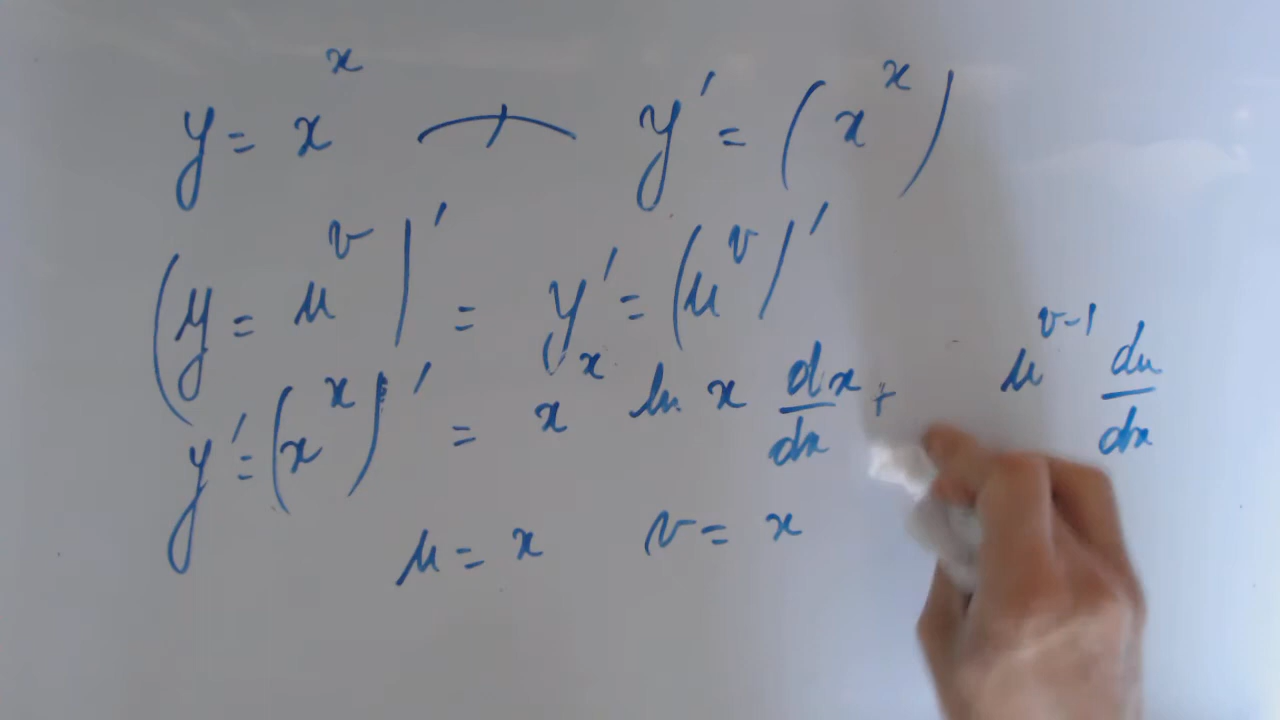 y = x^x ⟶ y' = (x^x)
(y = u^v)' = y' = (u^v)'
y' = (x^x)' = x^x ln x dx/dx + u^(v-1) du/dx
u = x v = x